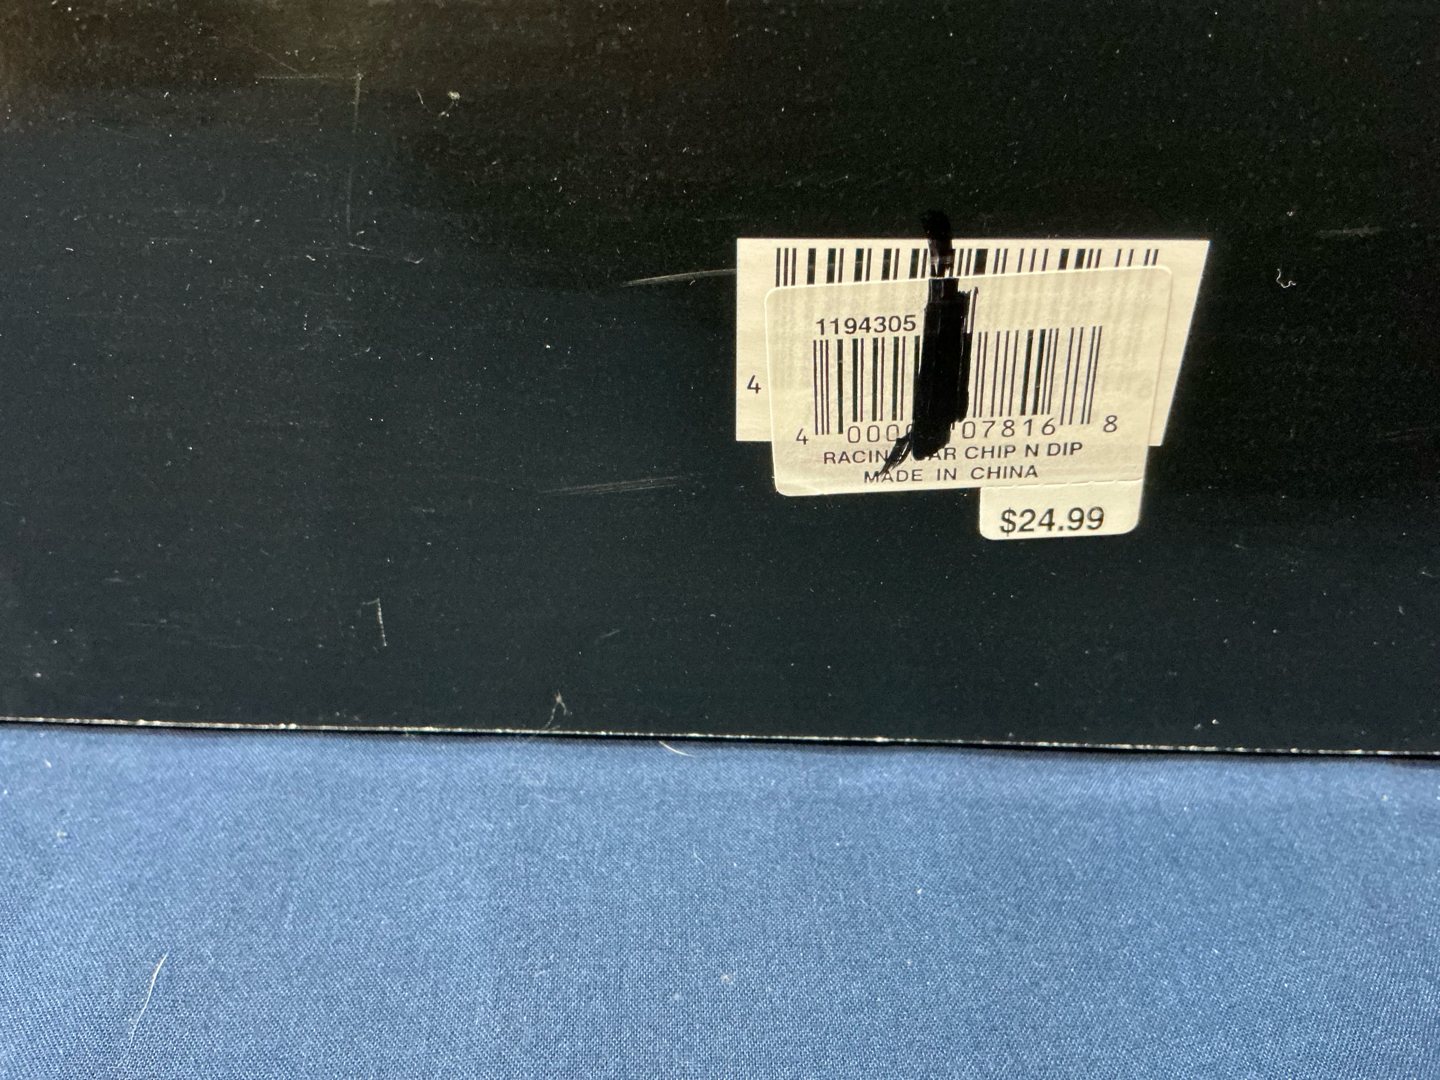 1194305
4
4 000 07816 8
CHIP N DIP
MADE IN CHINA
$24.99